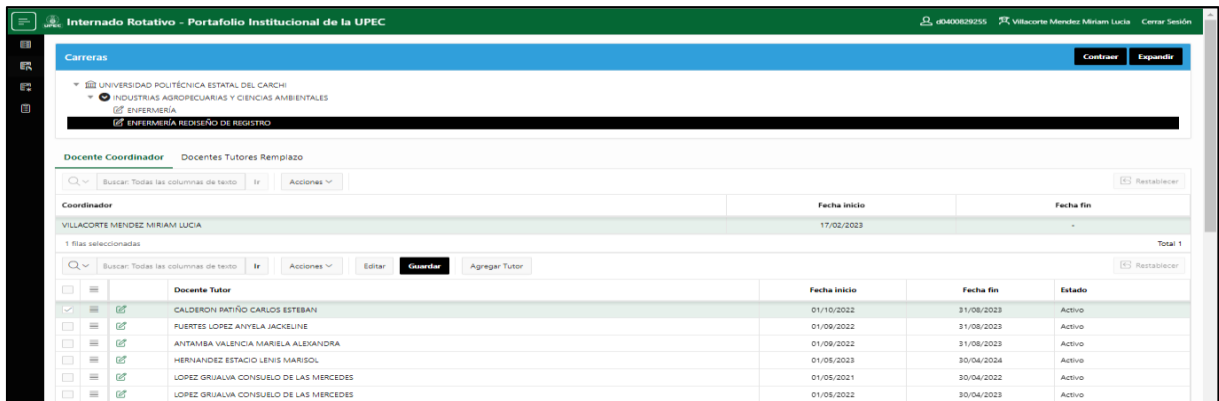 UPEC Internado Rotativo - Portafolio Institucional de la UPEC d0400829255 Villacorte Mendez Miriam Lucia Cerrar Sesión
Carreras Contraer Expandir
UNIVERSIDAD POLITÉCNICA ESTATAL DEL CARCHI
INDUSTRIAS AGROPECUARIAS Y CIENCIAS AMBIENTALES
ENFERMERÍA
ENFERMERÍA REDISEÑO DE REGISTRO
Docente Coordinador Docentes Tutores Remplazo
Buscar: Todas las columnas de texto Ir Acciones Restablecer
Coordinador Fecha inicio Fecha fin
VILLACORTE MENDEZ MIRIAM LUCIA 17/02/2023 -
1 filas seleccionadas Total 1
Buscar: Todas las columnas de texto Ir Acciones Editar Guardar Agregar Tutor Restablecer
Docente Tutor Fecha inicio Fecha fin Estado
CALDERON PATIÑO CARLOS ESTEBAN 01/10/2022 31/08/2023 Activo
FUERTES LOPEZ ANYELA JACKELINE 01/09/2022 31/08/2023 Activo
ANTAMBA VALENCIA MARIELA ALEXANDRA 01/09/2022 31/08/2023 Activo
HERNANDEZ ESTACIO LENIS MARISOL 01/05/2023 30/04/2024 Activo
LOPEZ GRIJALVA CONSUELO DE LAS MERCEDES 01/05/2021 30/04/2022 Activo
LOPEZ GRIJALVA CONSUELO DE LAS MERCEDES 01/05/2022 30/04/2023 Activo